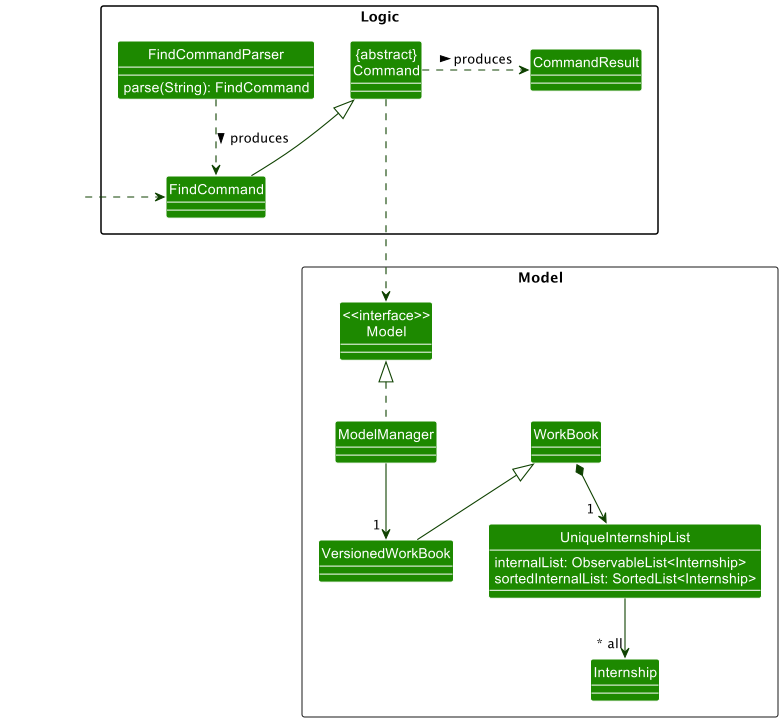 Logic
FindCommandParser
parse(String): FindCommand
{abstract}
Command
produces
CommandResult
produces
FindCommand
Model
<<interface>>
Model
ModelManager
WorkBook
1
1
VersionedWorkBook
UniqueInternshipList
internalList: ObservableList<Internship>
sortedInternalList: SortedList<Internship>
* all
Internship